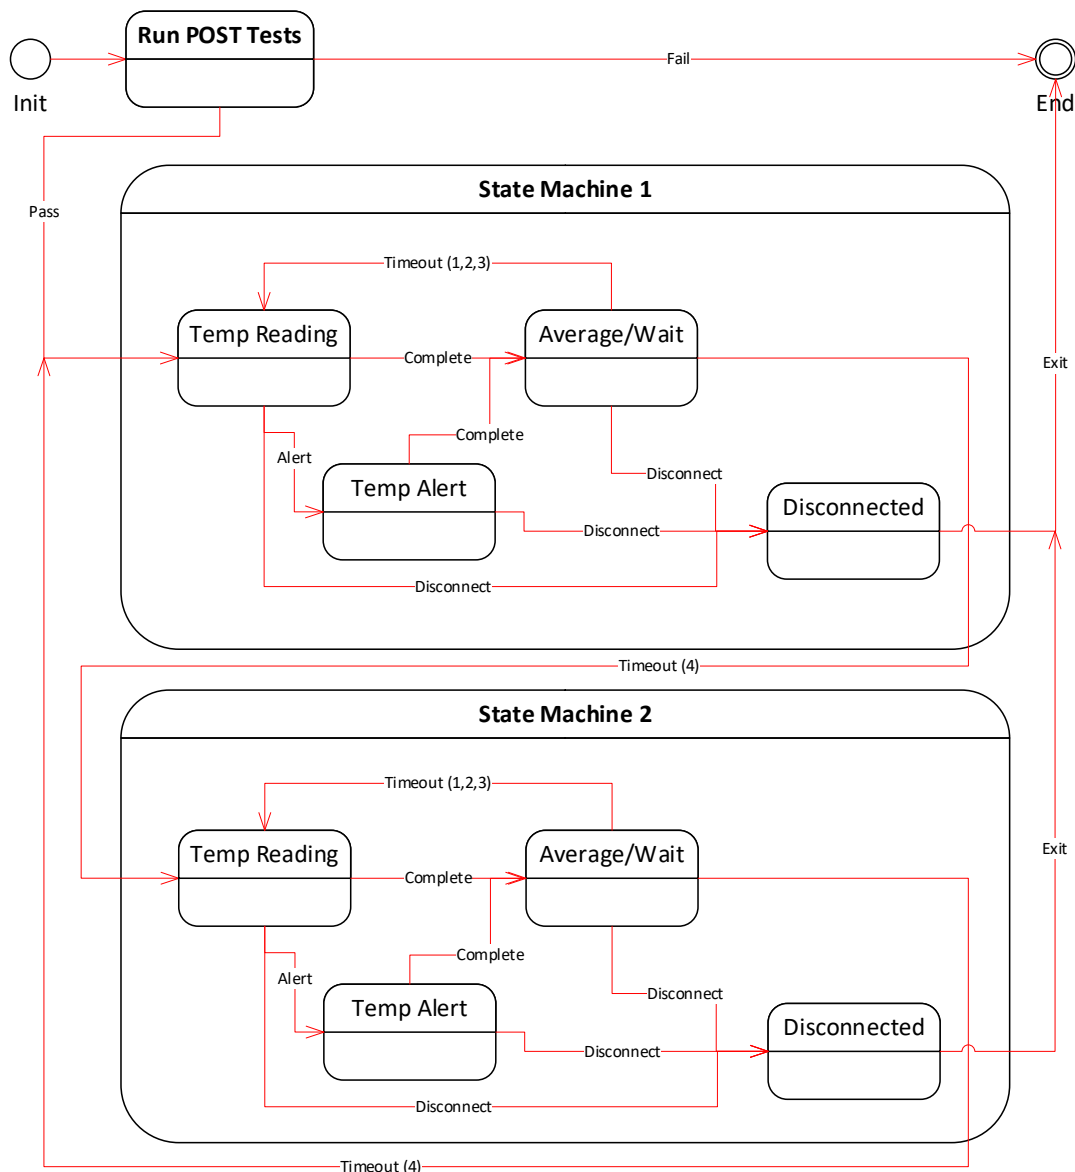 Run POST Tests
Fail
Init
End
State Machine 1
Pass
Timeout (1,2,3)
Temp Reading
Average/Wait
Complete
Exit
Complete
Alert
Disconnect
Temp Alert
Disconnected
Disconnect
Disconnect
Timeout (4)
State Machine 2
Timeout (1,2,3)
Temp Reading
Average/Wait
Exit
Complete
Complete
Alert
Disconnect
Temp Alert
Disconnected
Disconnect
Disconnect
Timeout (4)